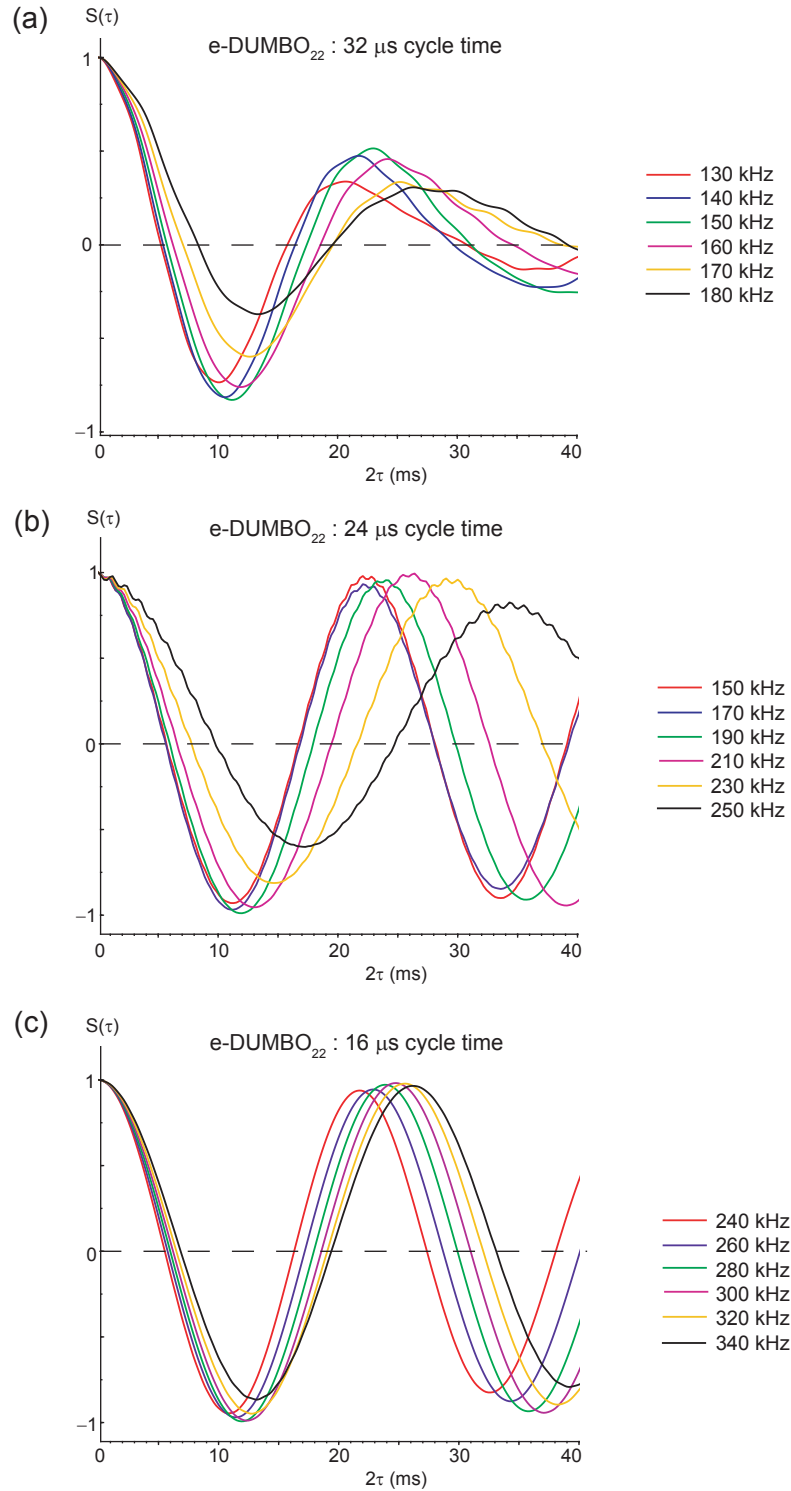 (a)
S(τ)
e-DUMBO₂₂ : 32 μs cycle time
1
0
−1
0 10 20 30 40
2τ (ms)
130 kHz
140 kHz
150 kHz
160 kHz
170 kHz
180 kHz
(b)
S(τ)
e-DUMBO₂₂ : 24 μs cycle time
1
0
−1
0 10 20 30 40
2τ (ms)
150 kHz
170 kHz
190 kHz
210 kHz
230 kHz
250 kHz
(c)
S(τ)
e-DUMBO₂₂ : 16 μs cycle time
1
0
−1
0 10 20 30 40
2τ (ms)
240 kHz
260 kHz
280 kHz
300 kHz
320 kHz
340 kHz